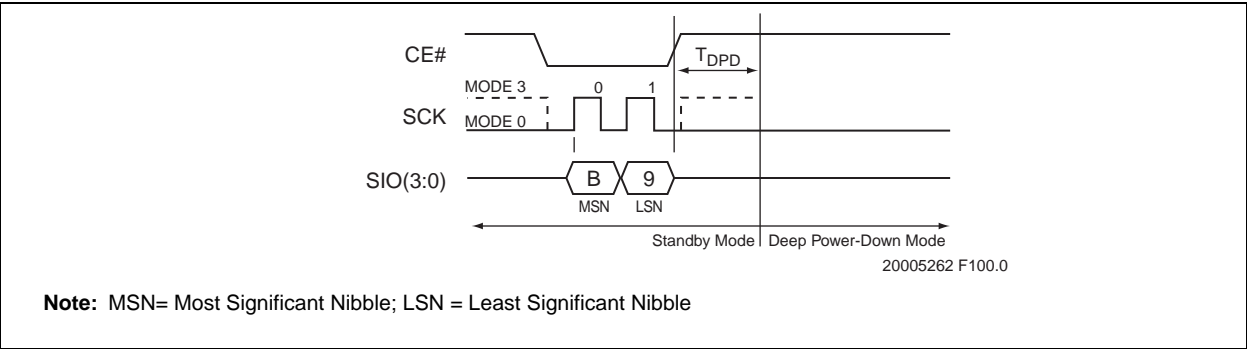 CE#
T_DPD
MODE 3
0 1
SCK
MODE 0
SIO(3:0)
B 9
MSN LSN
Standby Mode Deep Power-Down Mode
20005262 F100.0
Note: MSN= Most Significant Nibble; LSN = Least Significant Nibble